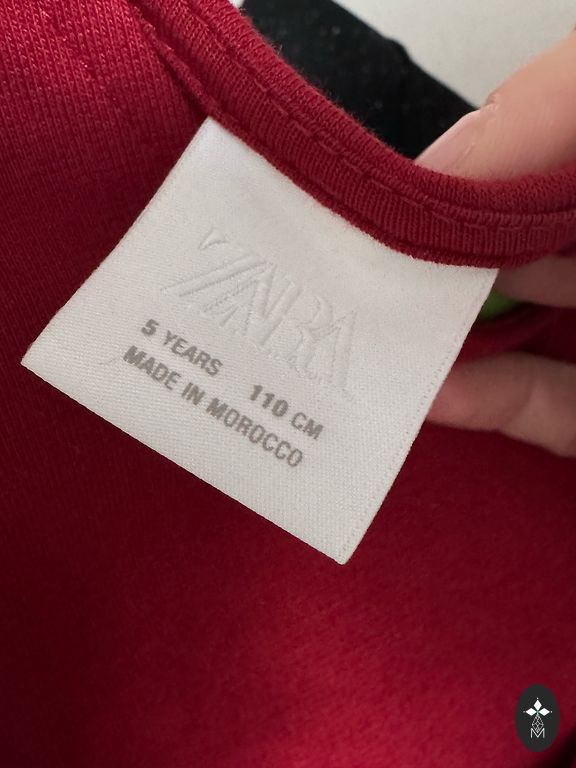 ZARA
5 YEARS 110 CM
MADE IN MOROCCO
M